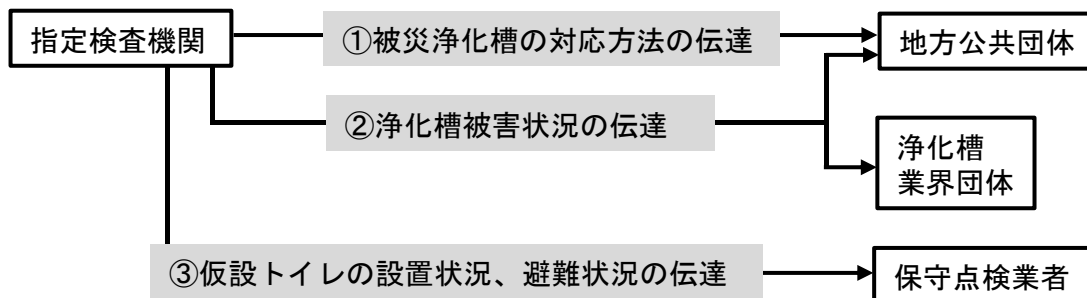 指定検査機関
①被災浄化槽の対応方法の伝達
地方公共団体
②浄化槽被害状況の伝達
浄化槽
業界団体
③仮設トイレの設置状況、避難状況の伝達
保守点検業者